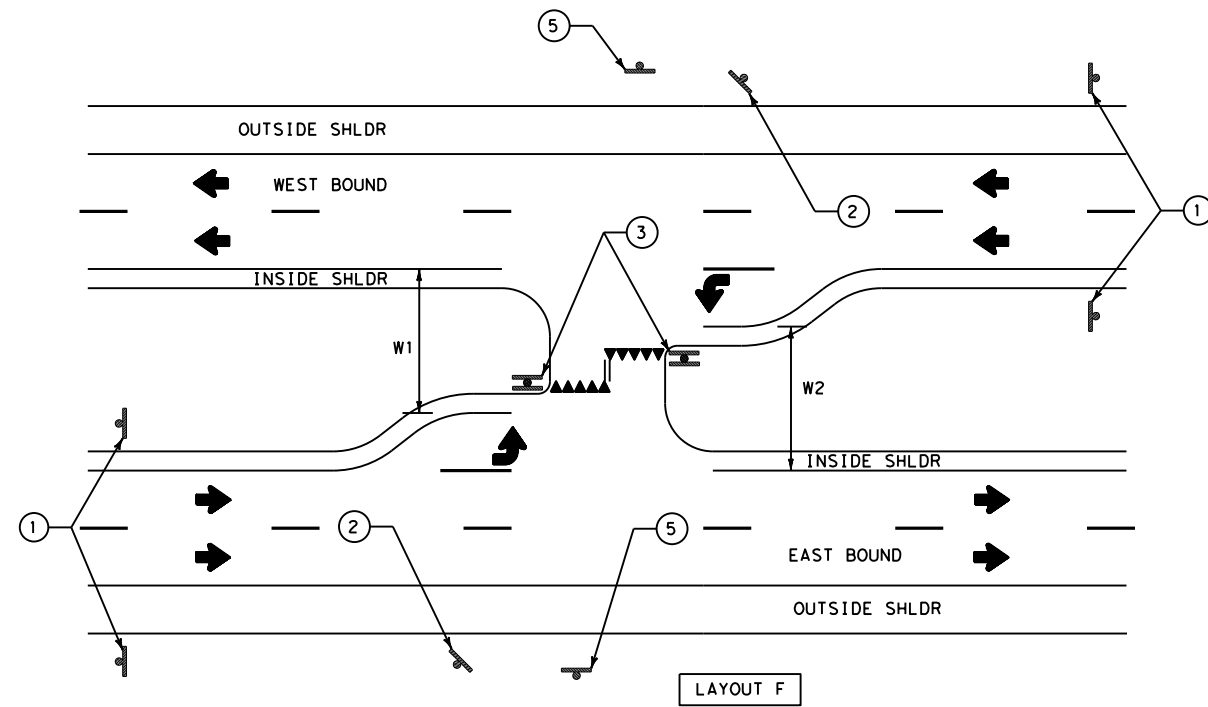 5
OUTSIDE SHLDR
WEST BOUND
2
1
3
INSIDE SHLDR
W1
W2
INSIDE SHLDR
1
2
5
EAST BOUND
OUTSIDE SHLDR
LAYOUT F